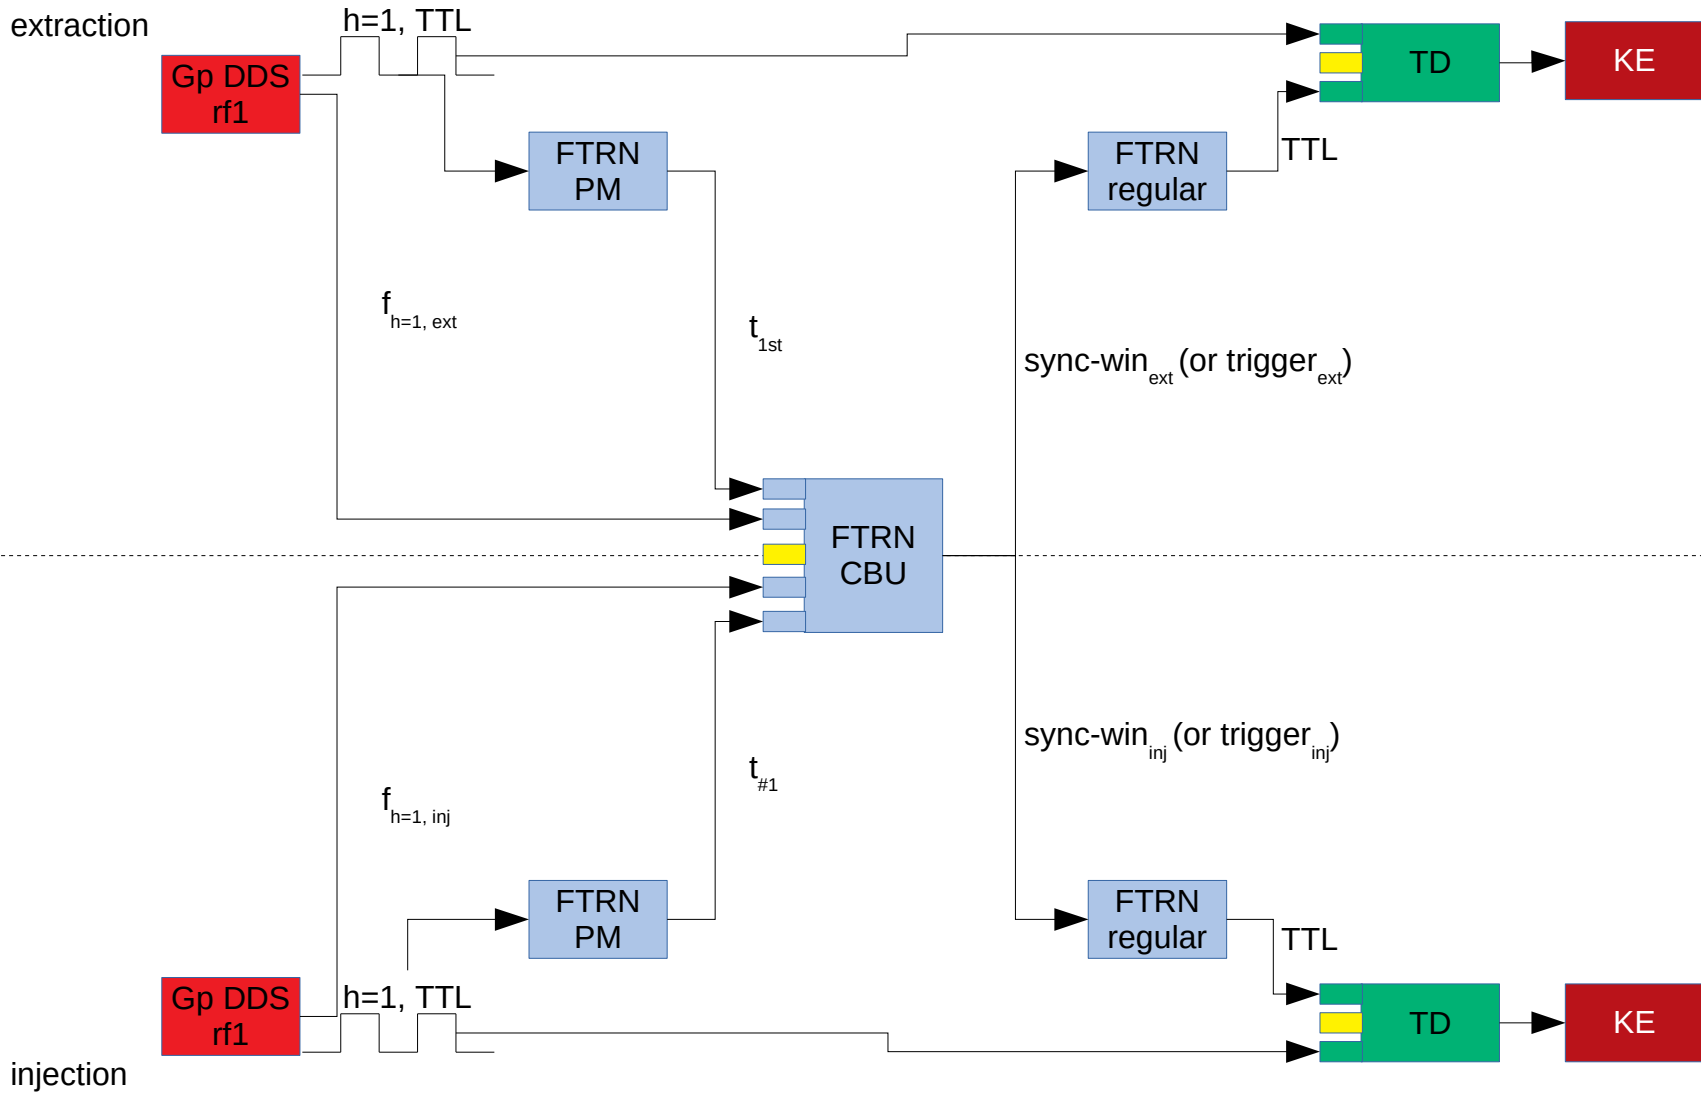 extraction
h=1, TTL
Gp DDS
rf1
TD
KE
FTRN
PM
FTRN
regular
TTL
f h=1, ext
t 1st
sync-win ext (or trigger ext)
FTRN
CBU
sync-win inj (or trigger inj)
t #1
f h=1, inj
FTRN
PM
FTRN
regular
TTL
Gp DDS
rf1
h=1, TTL
TD
KE
injection